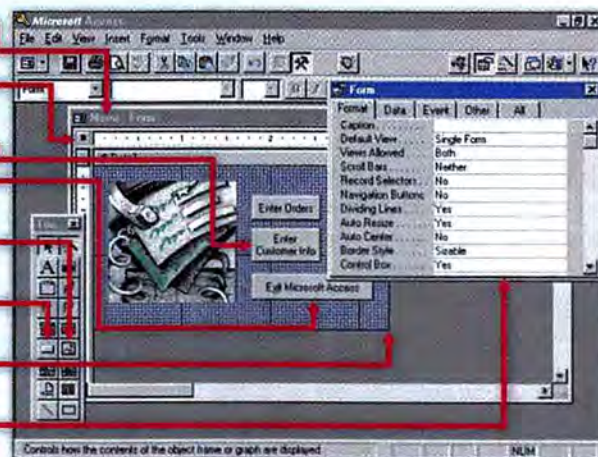 Microsoft Access
File Edit View Insert Format Tools Window Help
Form
Form
Format Data Event Other All
Caption
Default View Single Form
Views Allowed Both
Scroll Bars Neither
Record Selectors No
Navigation Buttons No
Dividing Lines Yes
Auto Resize Yes
Auto Center No
Border Style Sizable
Control Box Yes
Form
1 2
Enter Orders
Enter
Customer Info
Exit Microsoft Access
Controls how the contents of the object frame or graph are displayed NUM